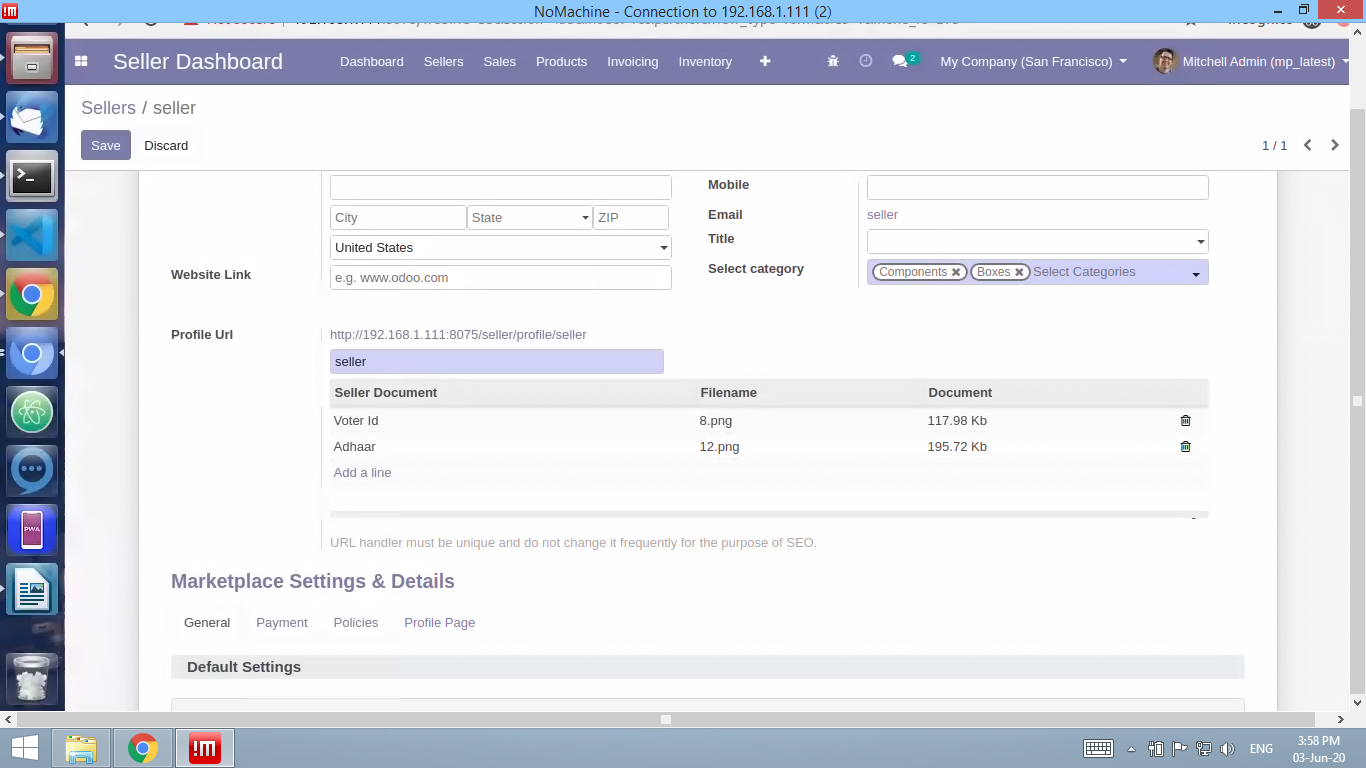 NoMachine - Connection to 192.168.1.111 (2)
Seller Dashboard
Dashboard Sellers Sales Products Invoicing Inventory
2
My Company (San Francisco)
Mitchell Admin (mp_latest)
Sellers / seller
Save Discard
1 / 1
Mobile
City State ZIP
Email seller
United States
Title
Website Link e.g. www.odoo.com
Select category Components Boxes Select Categories
Profile Url http://192.168.1.111:8075/seller/profile/seller
seller
Seller Document Filename Document
Voter Id 8.png 117.98 Kb
Adhaar 12.png 195.72 Kb
Add a line
URL handler must be unique and do not change it frequently for the purpose of SEO.
Marketplace Settings & Details
General Payment Policies Profile Page
Default Settings
PWA
!M
ENG
3:58 PM
03-Jun-20